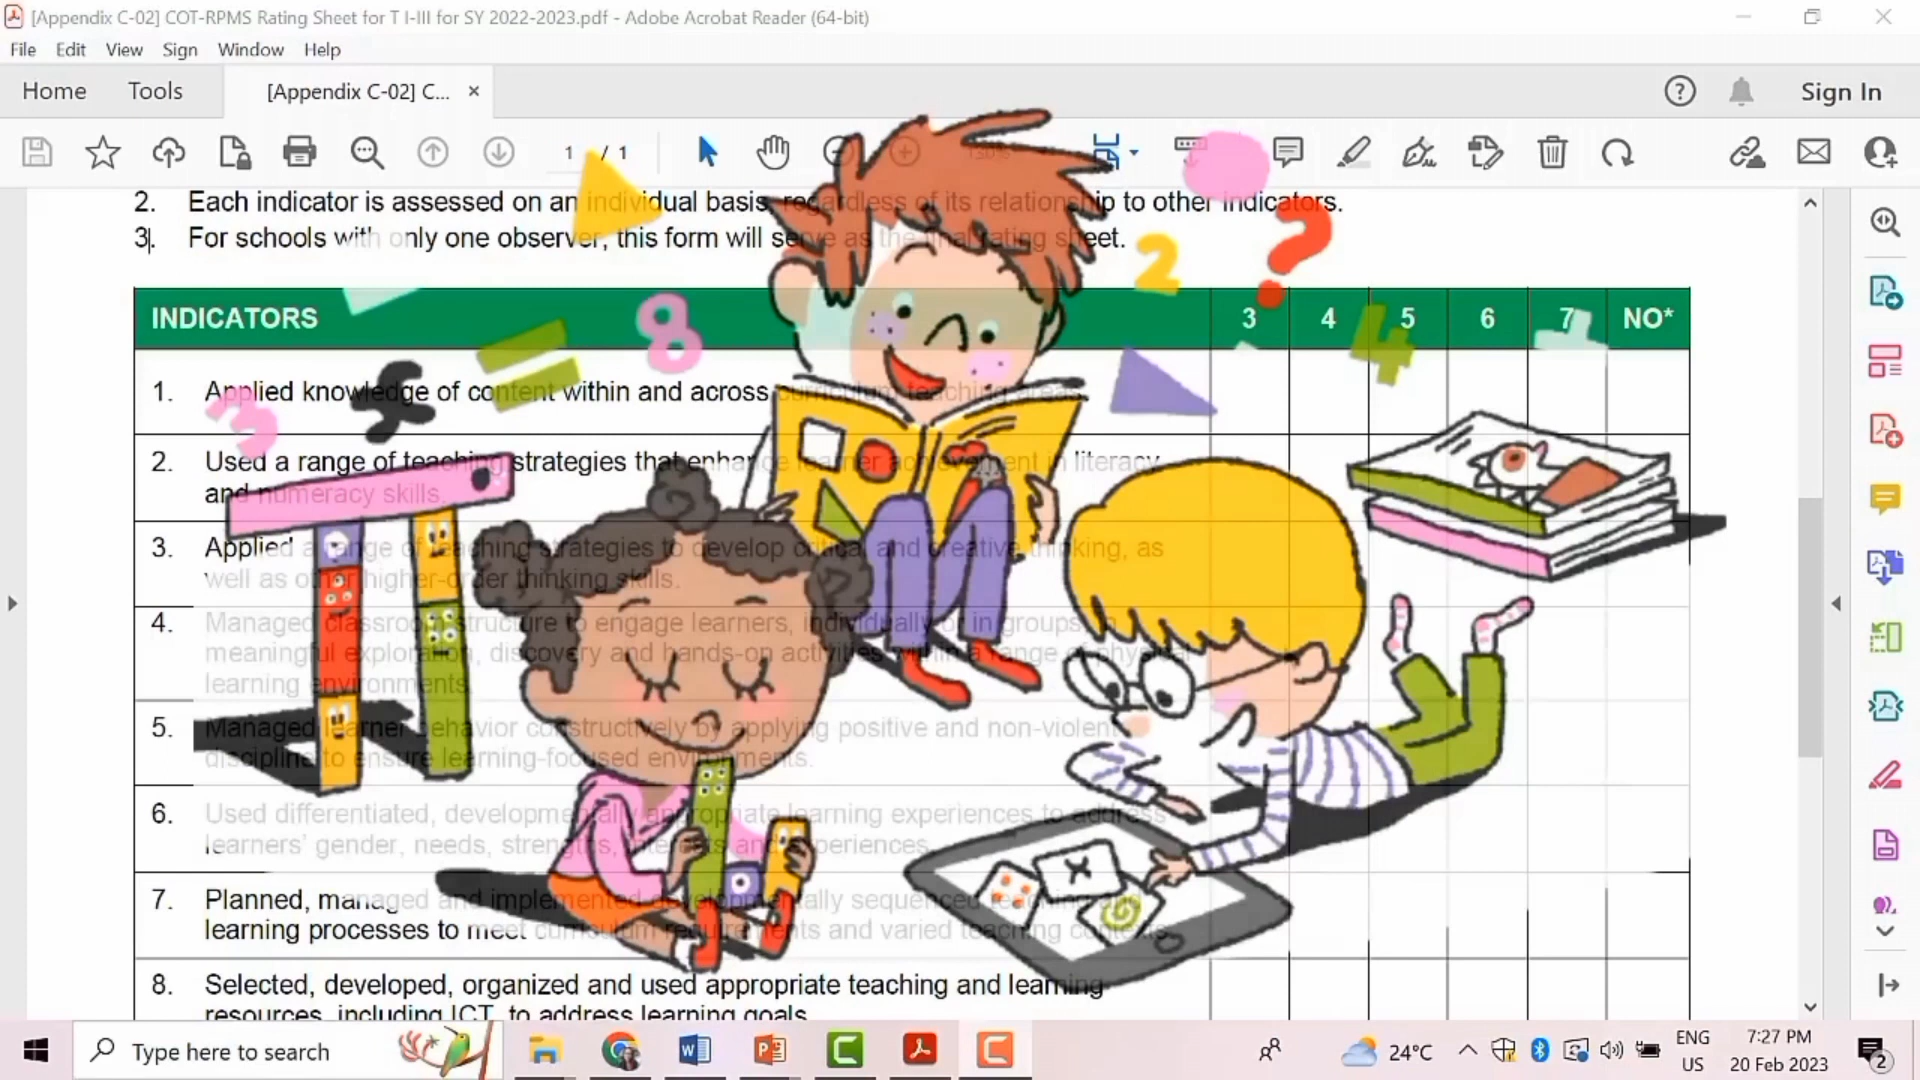 [Appendix C-02] COT-RPMS Rating Sheet for T I-III for SY 2022-2023.pdf - Adobe Acrobat Reader (64-bit)
File Edit View Sign Window Help
Home Tools [Appendix C-02] C... × Sign In
1 / 1 130%
2. Each indicator is assessed on an individual basis, regardless of its relationship to other indicators.
3. For schools with only one observer, this form will serve as the final rating sheet.
2 ?
8
INDICATORS 3 4 5 6 7 NO*
4 1
=
1. Applied knowledge of content within and across curriculum teaching areas.
3
2. Used a range of teaching strategies that enhance learner achievement in literacy
and numeracy skills.
3. Applied a range of teaching strategies to develop critical and creative thinking, as
well as other higher-order thinking skills.
4. Managed classroom structure to engage learners, individually or in groups, in
meaningful exploration, discovery and hands-on activities within a range of physical
learning environments.
5. Managed learner behavior constructively by applying positive and non-violent
discipline to ensure learning-focused environments.
6. Used differentiated, developmentally appropriate learning experiences to address
learners' gender, needs, strengths, interests and experiences.
7. Planned, managed and implemented developmentally sequenced teaching and
learning processes to meet curriculum requirements and varied teaching contexts.
8. Selected, developed, organized and used appropriate teaching and learning
resources, including ICT, to address learning goals.
Type here to search 24°C ENG 7:27 PM
US 20 Feb 2023 2